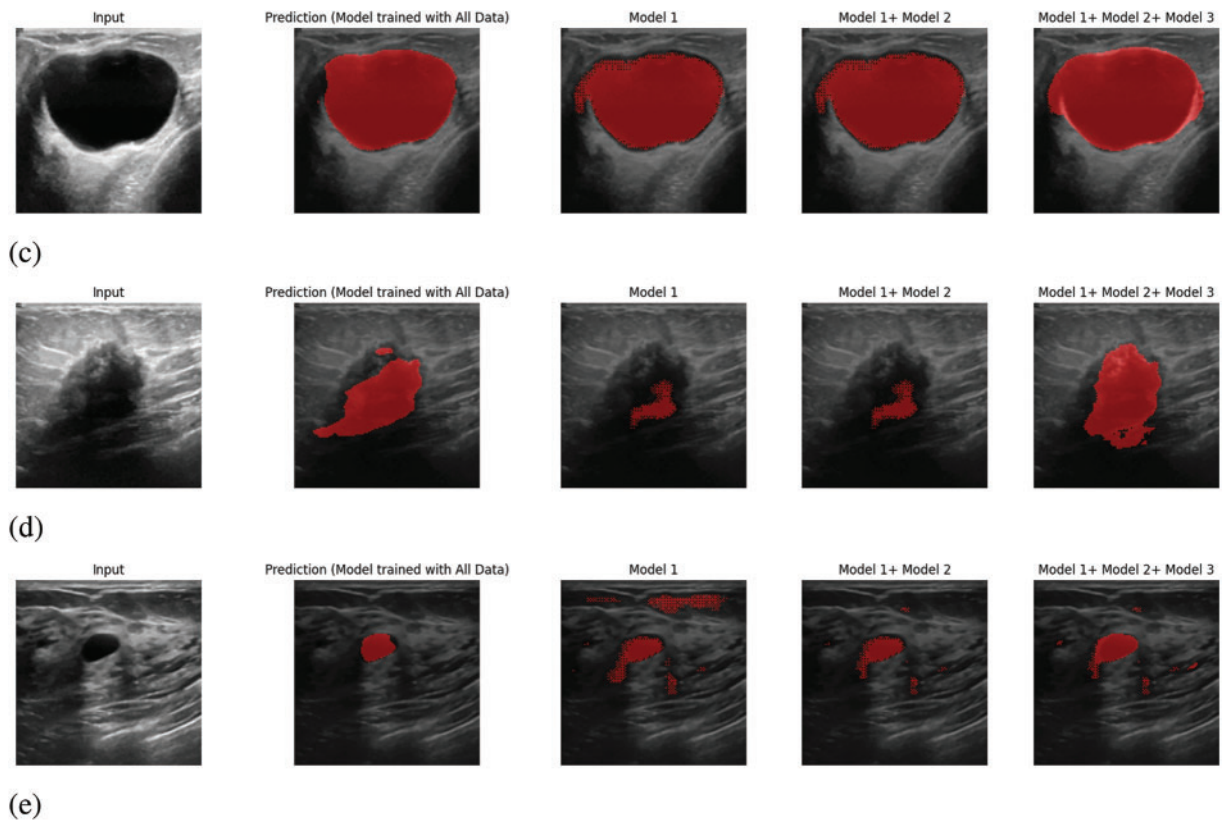 Input Prediction (Model trained with All Data) Model 1 Model 1+ Model 2 Model 1+ Model 2+ Model 3
(c)
Input Prediction (Model trained with All Data) Model 1 Model 1+ Model 2 Model 1+ Model 2+ Model 3
(d)
Input Prediction (Model trained with All Data) Model 1 Model 1+ Model 2 Model 1+ Model 2+ Model 3
(e)